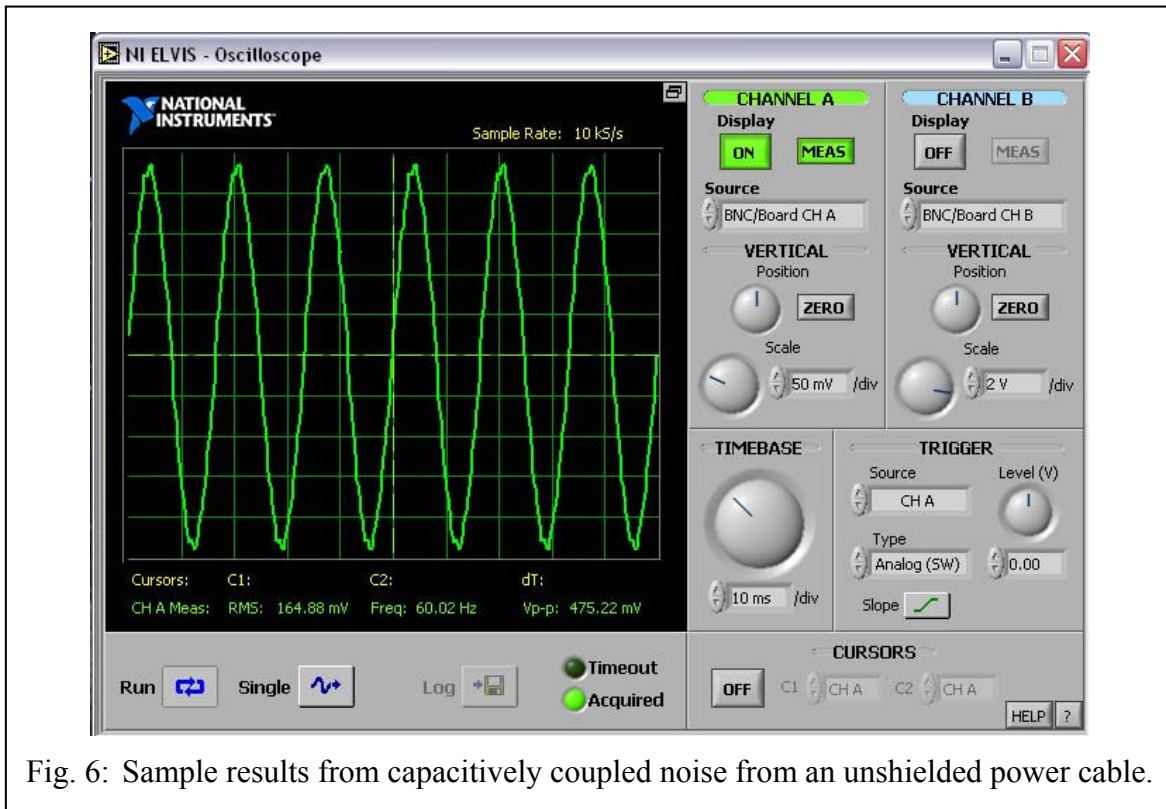 NI ELVIS - Oscilloscope
NATIONAL
INSTRUMENTS
Sample Rate: 10 kS/s
Cursors: C1: C2: dT:
CH A Meas: RMS: 164.88 mV Freq: 60.02 Hz Vp-p: 475.22 mV
Run Single Log
Timeout
Acquired
CHANNEL A
Display
ON MEAS
Source
BNC/Board CH A
VERTICAL
Position
ZERO
Scale
50 mV /div
CHANNEL B
Display
OFF MEAS
Source
BNC/Board CH B
VERTICAL
Position
ZERO
Scale
2 V /div
TIMEBASE
10 ms /div
TRIGGER
Source
CH A
Level (V)
Type
Analog (SW)
0.00
Slope
CURSORS
OFF C1 CH A C2 CH A
HELP ?
Fig. 6: Sample results from capacitively coupled noise from an unshielded power cable.